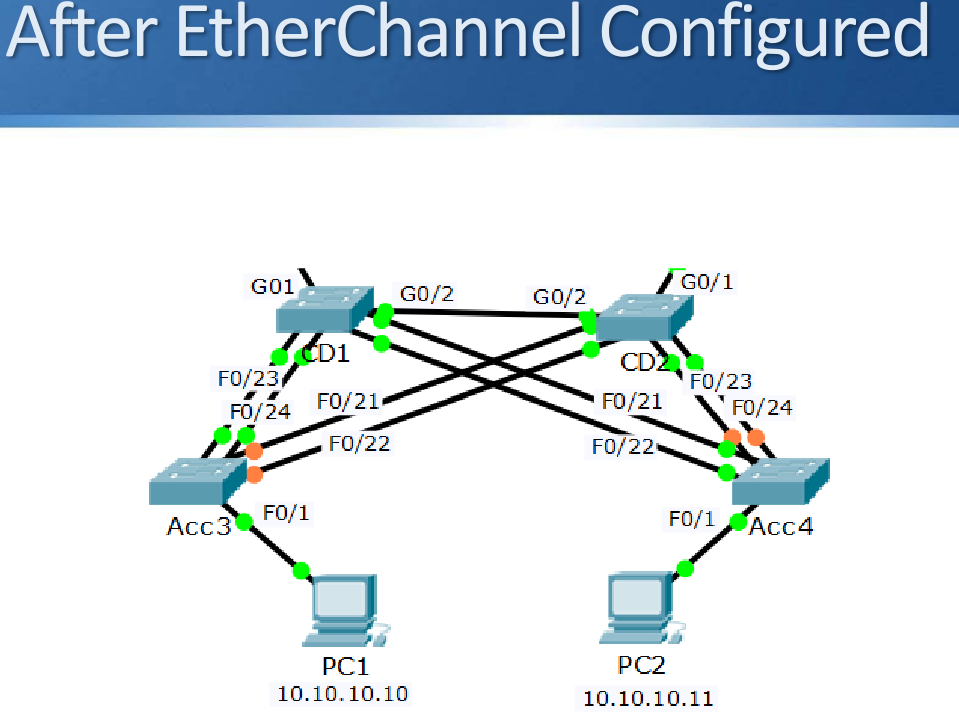 After EtherChannel Configured
G01
G0/2
G0/2
G0/1
CD1
CD2
F0/23
F0/24
F0/21
F0/22
F0/21
F0/22
F0/23
F0/24
Acc3
F0/1
F0/1
Acc4
PC1
10.10.10.10
PC2
10.10.10.11